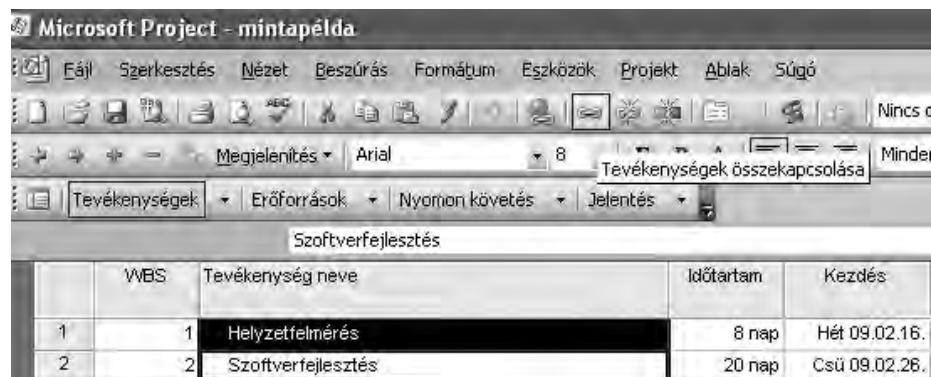 Microsoft Project - mintapélda
Fájl Szerkesztés Nézet Beszúrás Formátum Eszközök Projekt Ablak Súgó
Nincs
Megjelenítés Arial 8 Tevékenységek összekapcsolása
Tevékenységek Erőforrások Nyomon követés Jelentés
Szoftverfejlesztés
WBS Tevékenység neve Időtartam Kezdés
1 1 Helyzetfelmérés 8 nap Hét 09.02.16.
2 2 Szoftverfejlesztés 20 nap Csü 09.02.26.